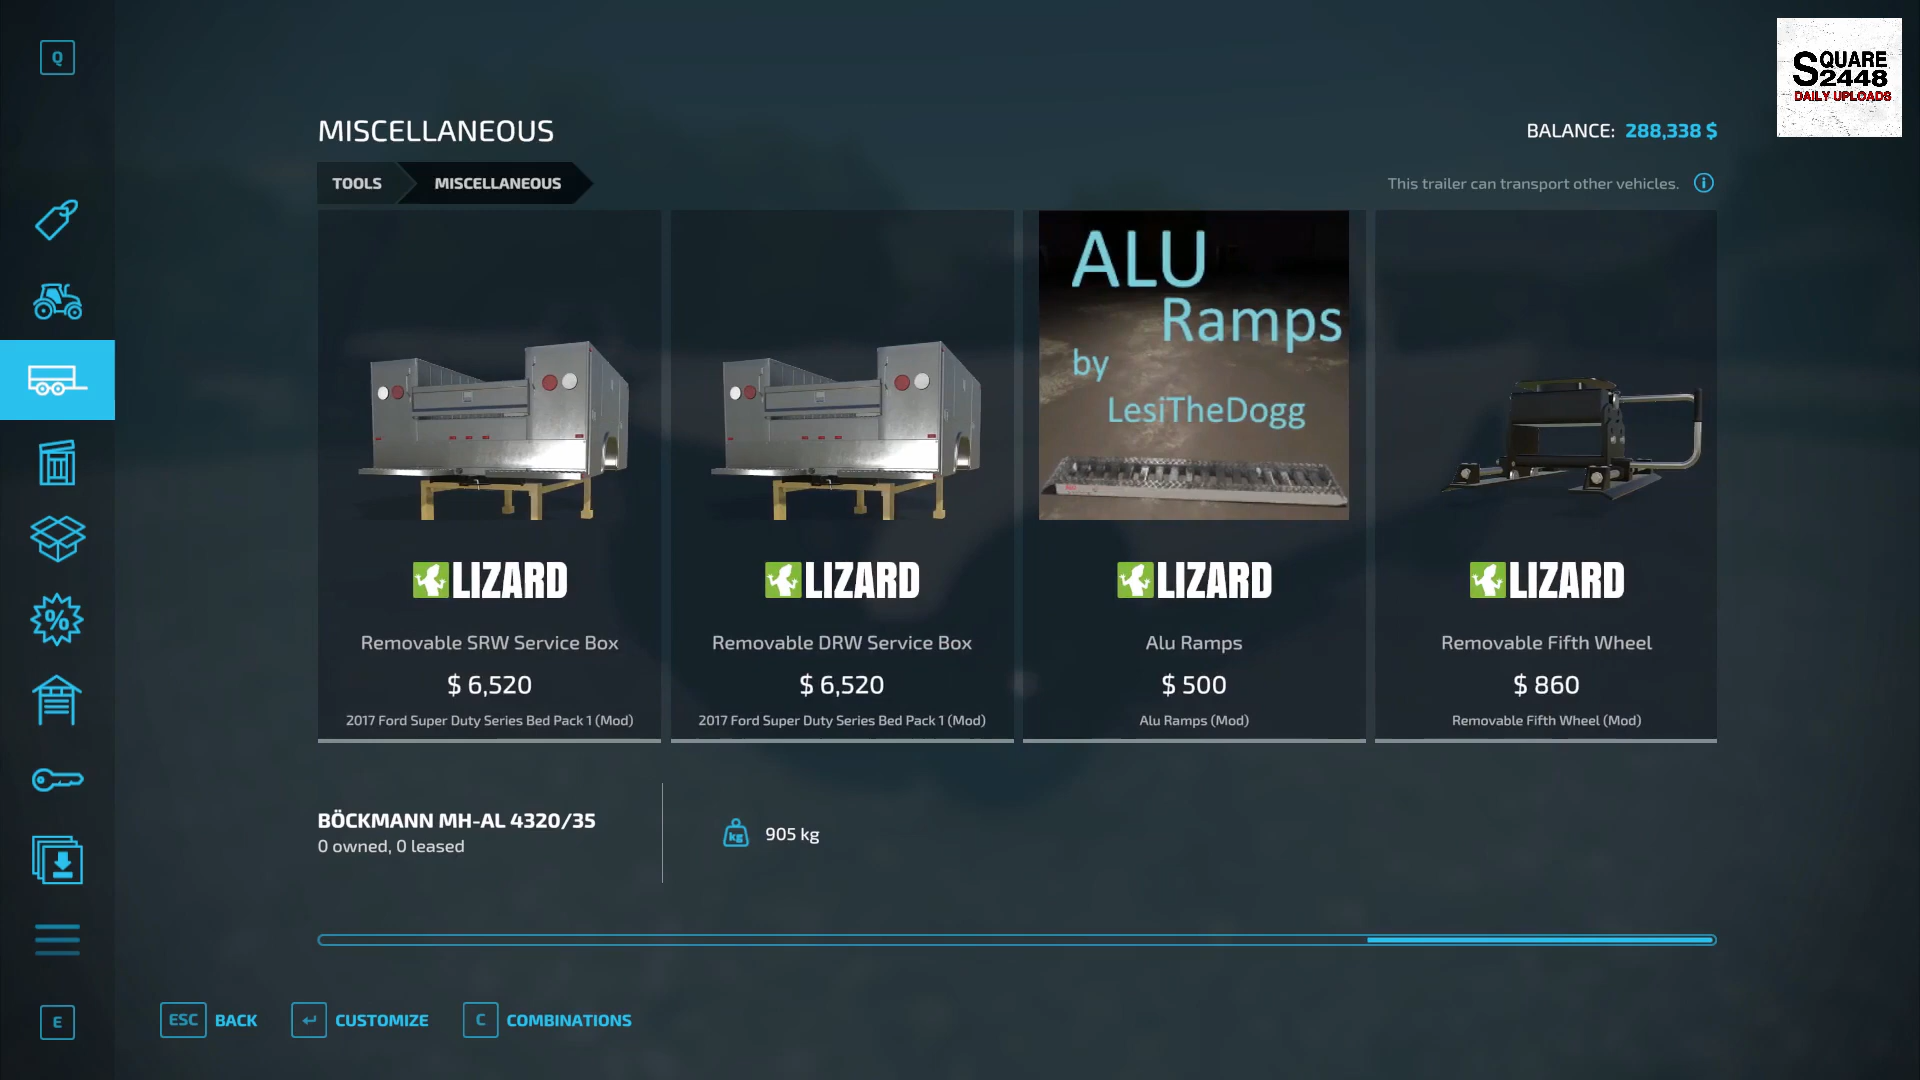 Q
SQUARE
2448
DAILY UPLOADS
MISCELLANEOUS
BALANCE: 288,338 $
TOOLS
MISCELLANEOUS
This trailer can transport other vehicles.
ALU
Ramps
by
LesiTheDogg
LIZARD
LIZARD
LIZARD
LIZARD
Removable SRW Service Box
Removable DRW Service Box
Alu Ramps
Removable Fifth Wheel
$ 6,520
$ 6,520
$ 500
$ 860
2017 Ford Super Duty Series Bed Pack 1 (Mod)
2017 Ford Super Duty Series Bed Pack 1 (Mod)
Alu Ramps (Mod)
Removable Fifth Wheel (Mod)
BÖCKMANN MH-AL 4320/35
0 owned, 0 leased
kg
905 kg
%
E
ESC BACK
CUSTOMIZE
C COMBINATIONS